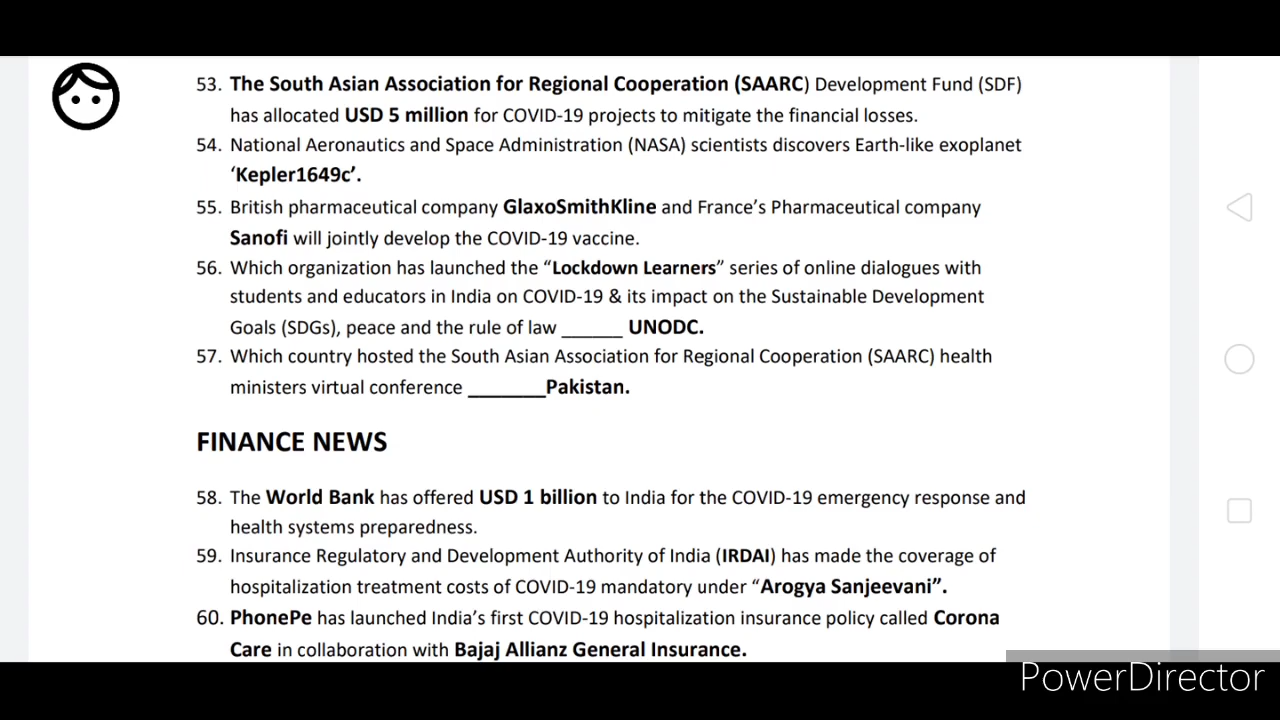 53. The South Asian Association for Regional Cooperation (SAARC) Development Fund (SDF)
has allocated USD 5 million for COVID-19 projects to mitigate the financial losses.
54. National Aeronautics and Space Administration (NASA) scientists discovers Earth-like exoplanet
‘Kepler1649c’.
55. British pharmaceutical company GlaxoSmithKline and France’s Pharmaceutical company
Sanofi will jointly develop the COVID-19 vaccine.
56. Which organization has launched the “Lockdown Learners” series of online dialogues with
students and educators in India on COVID-19 & its impact on the Sustainable Development
Goals (SDGs), peace and the rule of law ______ UNODC.
57. Which country hosted the South Asian Association for Regional Cooperation (SAARC) health
ministers virtual conference _______Pakistan.
FINANCE NEWS
58. The World Bank has offered USD 1 billion to India for the COVID-19 emergency response and
health systems preparedness.
59. Insurance Regulatory and Development Authority of India (IRDAI) has made the coverage of
hospitalization treatment costs of COVID-19 mandatory under “Arogya Sanjeevani”.
60. PhonePe has launched India’s first COVID-19 hospitalization insurance policy called Corona
Care in collaboration with Bajaj Allianz General Insurance.
PowerDirector